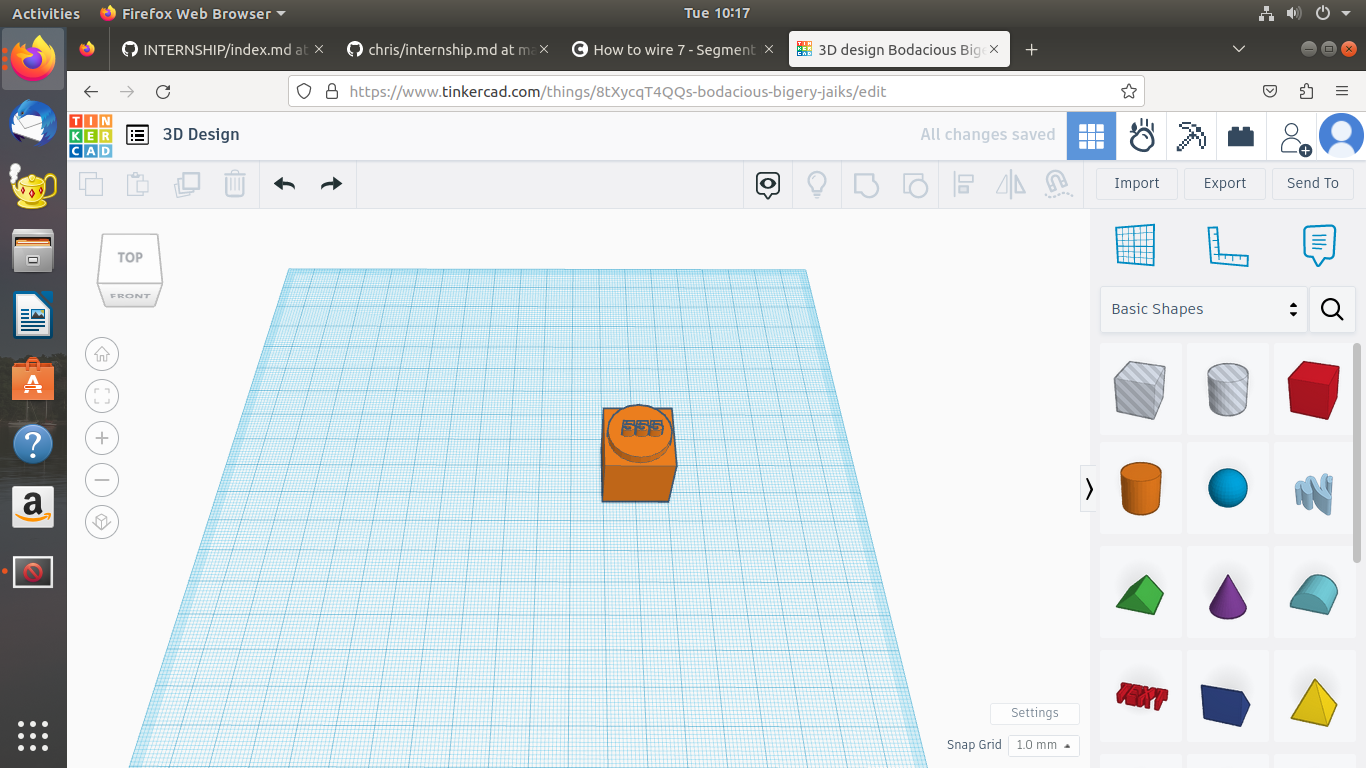 Activities
Firefox Web Browser
Tue 10:17
INTERNSHIP/index.md at
chris/internship.md at ma
How to wire 7 - Segment
3D design Bodacious Bige
https://www.tinkercad.com/things/8tXycqT4QQs-bodacious-bigery-jaiks/edit
TIN
KER
CAD
3D Design
All changes saved
Import
Export
Send To
TOP
FRONT
Basic Shapes
555
TEXT
Settings
Snap Grid
1.0 mm